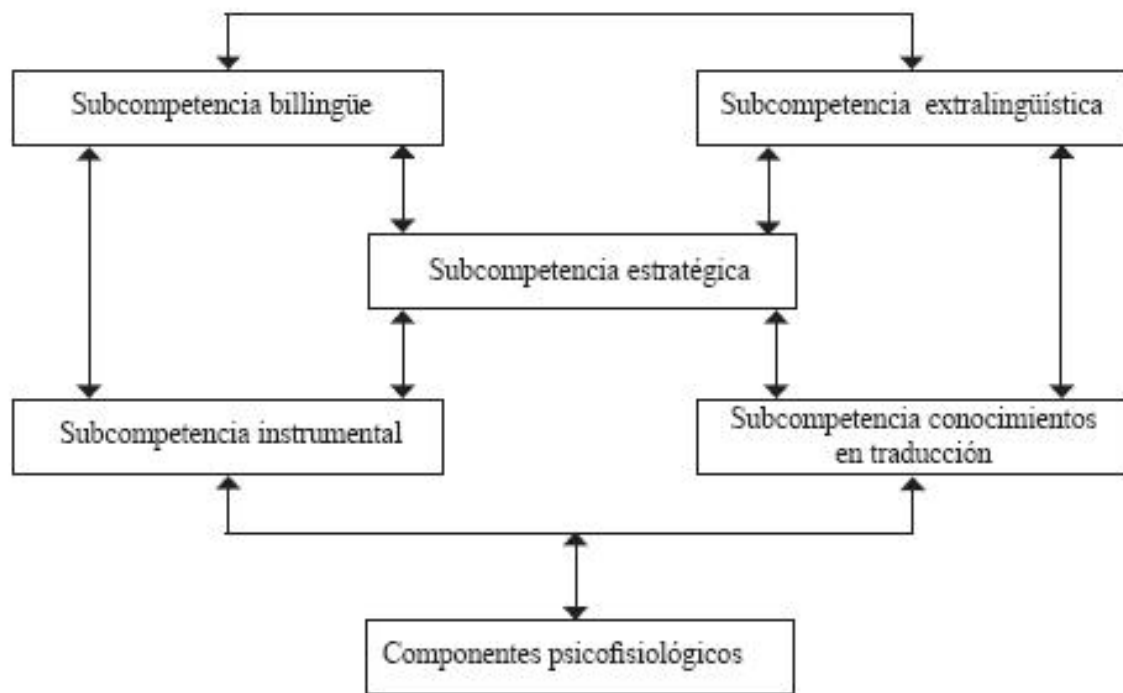 Subcompetencia billingüe
Subcompetencia extralingüística
Subcompetencia estratégica
Subcompetencia instrumental
Subcompetencia conocimientos
en traducción
Componentes psicofisiológicos